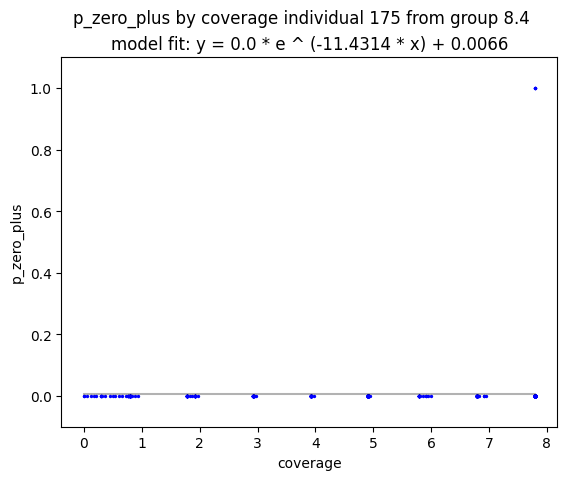 p_zero_plus by coverage individual 175 from group 8.4
model fit: y = 0.0 * e ^ (-11.4314 * x) + 0.0066
1.0
0.8
0.6
0.4
0.2
0.0
p_zero_plus
0 1 2 3 4 5 6 7 8
coverage